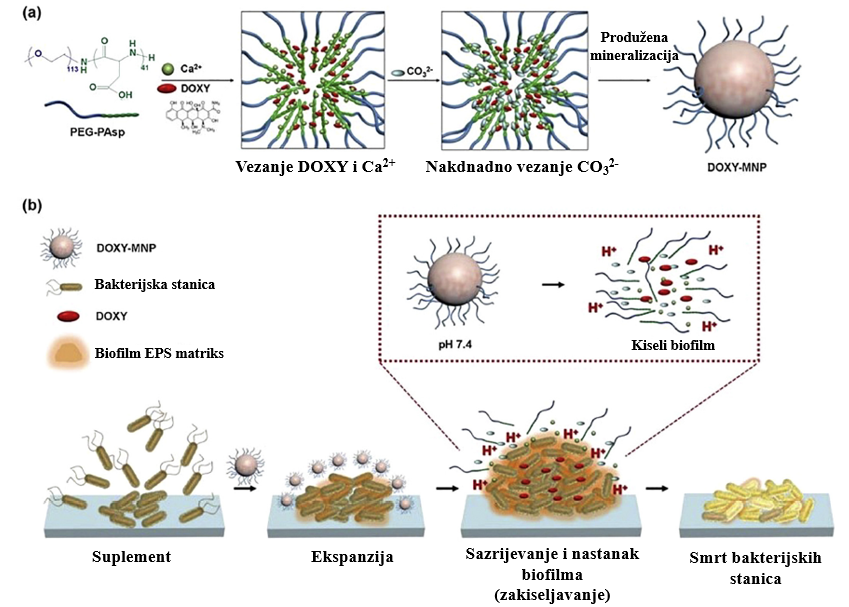 (a)
O
113
N
H
O
H
N
H
41
O
OH
PEG-PAsp
Ca²⁺
DOXY
Vezanje DOXY i Ca²⁺
CO₃²⁻
Nakdnadno vezanje CO₃²⁻
Produžena
mineralizacija
DOXY-MNP
(b)
DOXY-MNP
Bakterijska stanica
DOXY
Biofilm EPS matriks
pH 7.4
H⁺
H⁺
H⁺
H⁺
Kiseli biofilm
H⁺
H⁺
H⁺
H⁺
H⁺
Suplement
Ekspanzija
Sazrijevanje i nastanak
biofilma
(zakiseljavanje)
Smrt bakterijskih
stanica